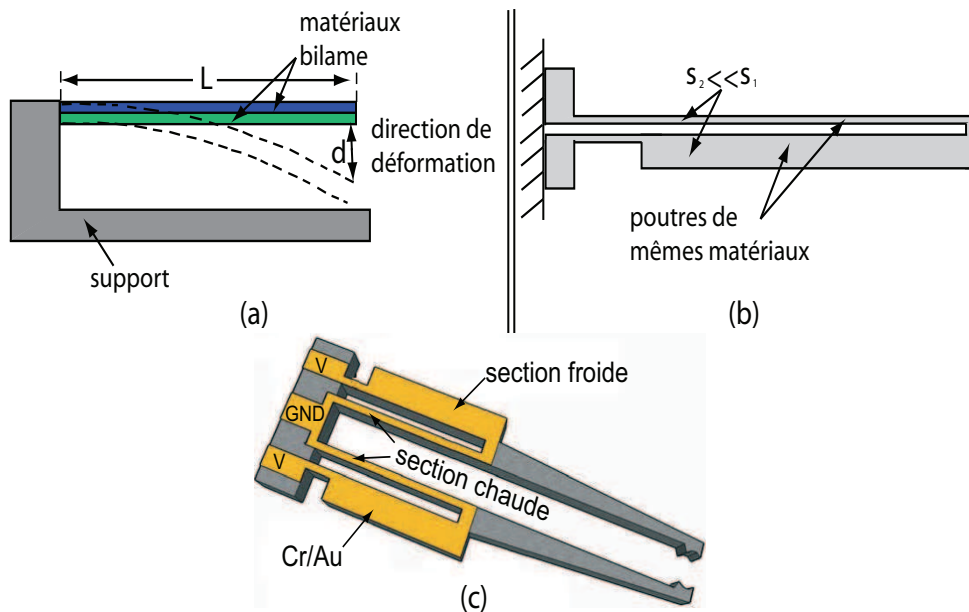 matériaux
bilame
L
d
direction de
déformation
support
(a)
s₂<<s₁
poutres de
mêmes matériaux
(b)
V
section froide
GND
section chaude
V
Cr/Au
(c)